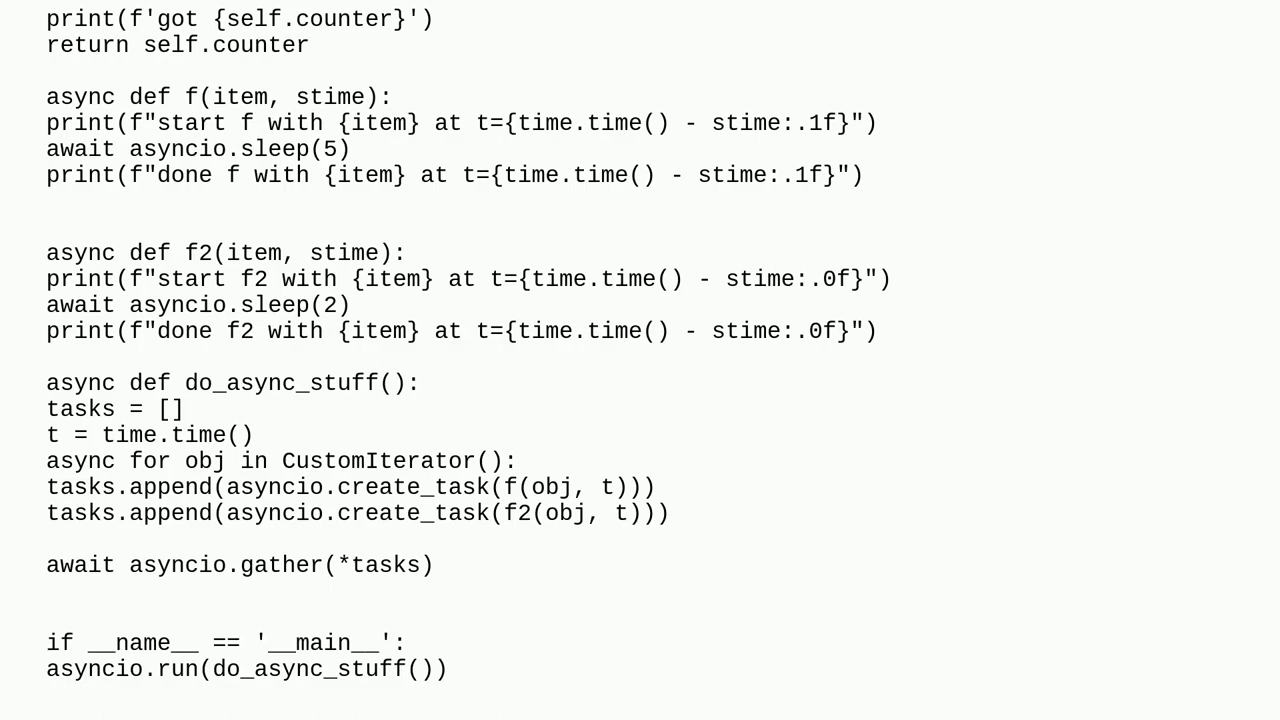 print(f'got {self.counter}')
return self.counter
async def f(item, stime):
print(f"start f with {item} at t={time.time() - stime:.1f}")
await asyncio.sleep(5)
print(f"done f with {item} at t={time.time() - stime:.1f}")
async def f2(item, stime):
print(f"start f2 with {item} at t={time.time() - stime:.0f}")
await asyncio.sleep(2)
print(f"done f2 with {item} at t={time.time() - stime:.0f}")
async def do_async_stuff():
tasks = []
t = time.time()
async for obj in CustomIterator():
tasks.append(asyncio.create_task(f(obj, t)))
tasks.append(asyncio.create_task(f2(obj, t)))
await asyncio.gather(*tasks)
if __name__ == '__main__':
asyncio.run(do_async_stuff())